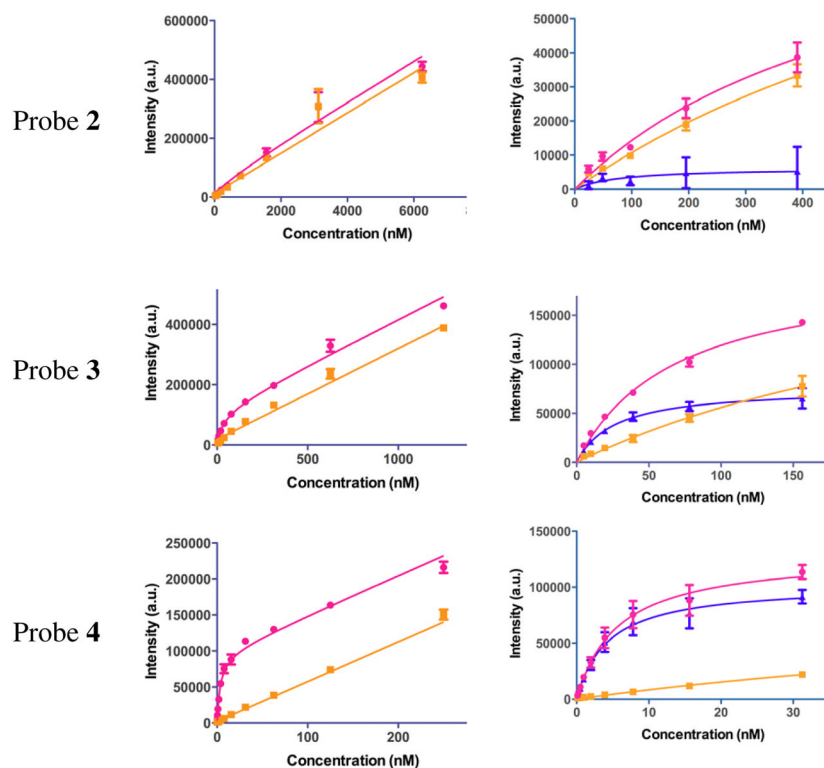 Probe 2
600000
400000
200000
0
Intensity (a.u.)
0 2000 4000 6000
Concentration (nM)
50000
40000
30000
20000
10000
0
Intensity (a.u.)
0 100 200 300 400
Concentration (nM)
Probe 3
400000
200000
0
Intensity (a.u.)
0 500 1000
Concentration (nM)
150000
100000
50000
0
Intensity (a.u.)
0 50 100 150
Concentration (nM)
Probe 4
250000
200000
150000
100000
50000
0
Intensity (a.u.)
0 100 200
Concentration (nM)
150000
100000
50000
0
Intensity (a.u.)
0 10 20 30
Concentration (nM)